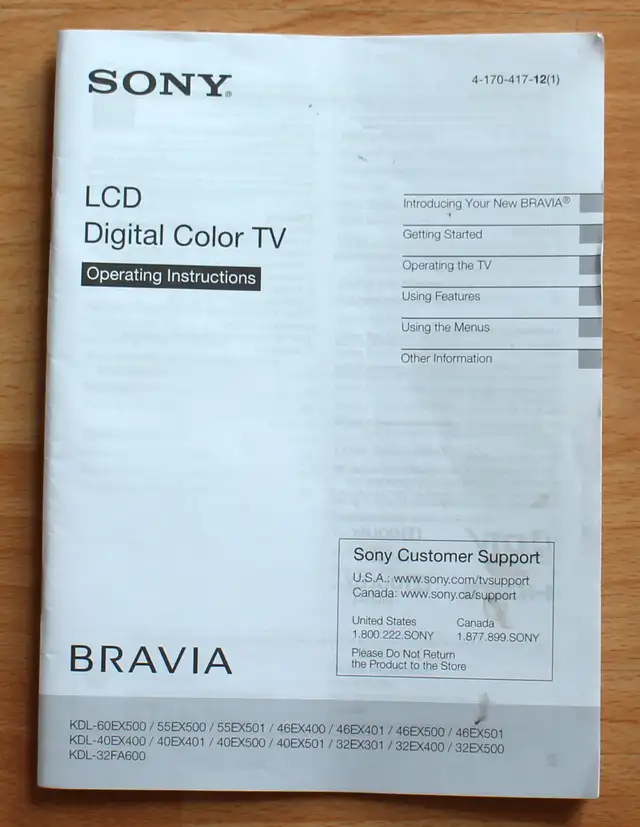 SONY®
4-170-417-12(1)
LCD
Digital Color TV
Operating Instructions
Introducing Your New BRAVIA®
Getting Started
Operating the TV
Using Features
Using the Menus
Other Information
Sony Customer Support
U.S.A.: www.sony.com/tvsupport
Canada: www.sony.ca/support
United States
1.800.222.SONY
Canada
1.877.899.SONY
Please Do Not Return
the Product to the Store
BRAVIA
KDL-60EX500 / 55EX500 / 55EX501 / 46EX400 / 46EX401 / 46EX500 / 46EX501
KDL-40EX400 / 40EX401 / 40EX500 / 40EX501 / 32EX301 / 32EX400 / 32EX500
KDL-32FA600